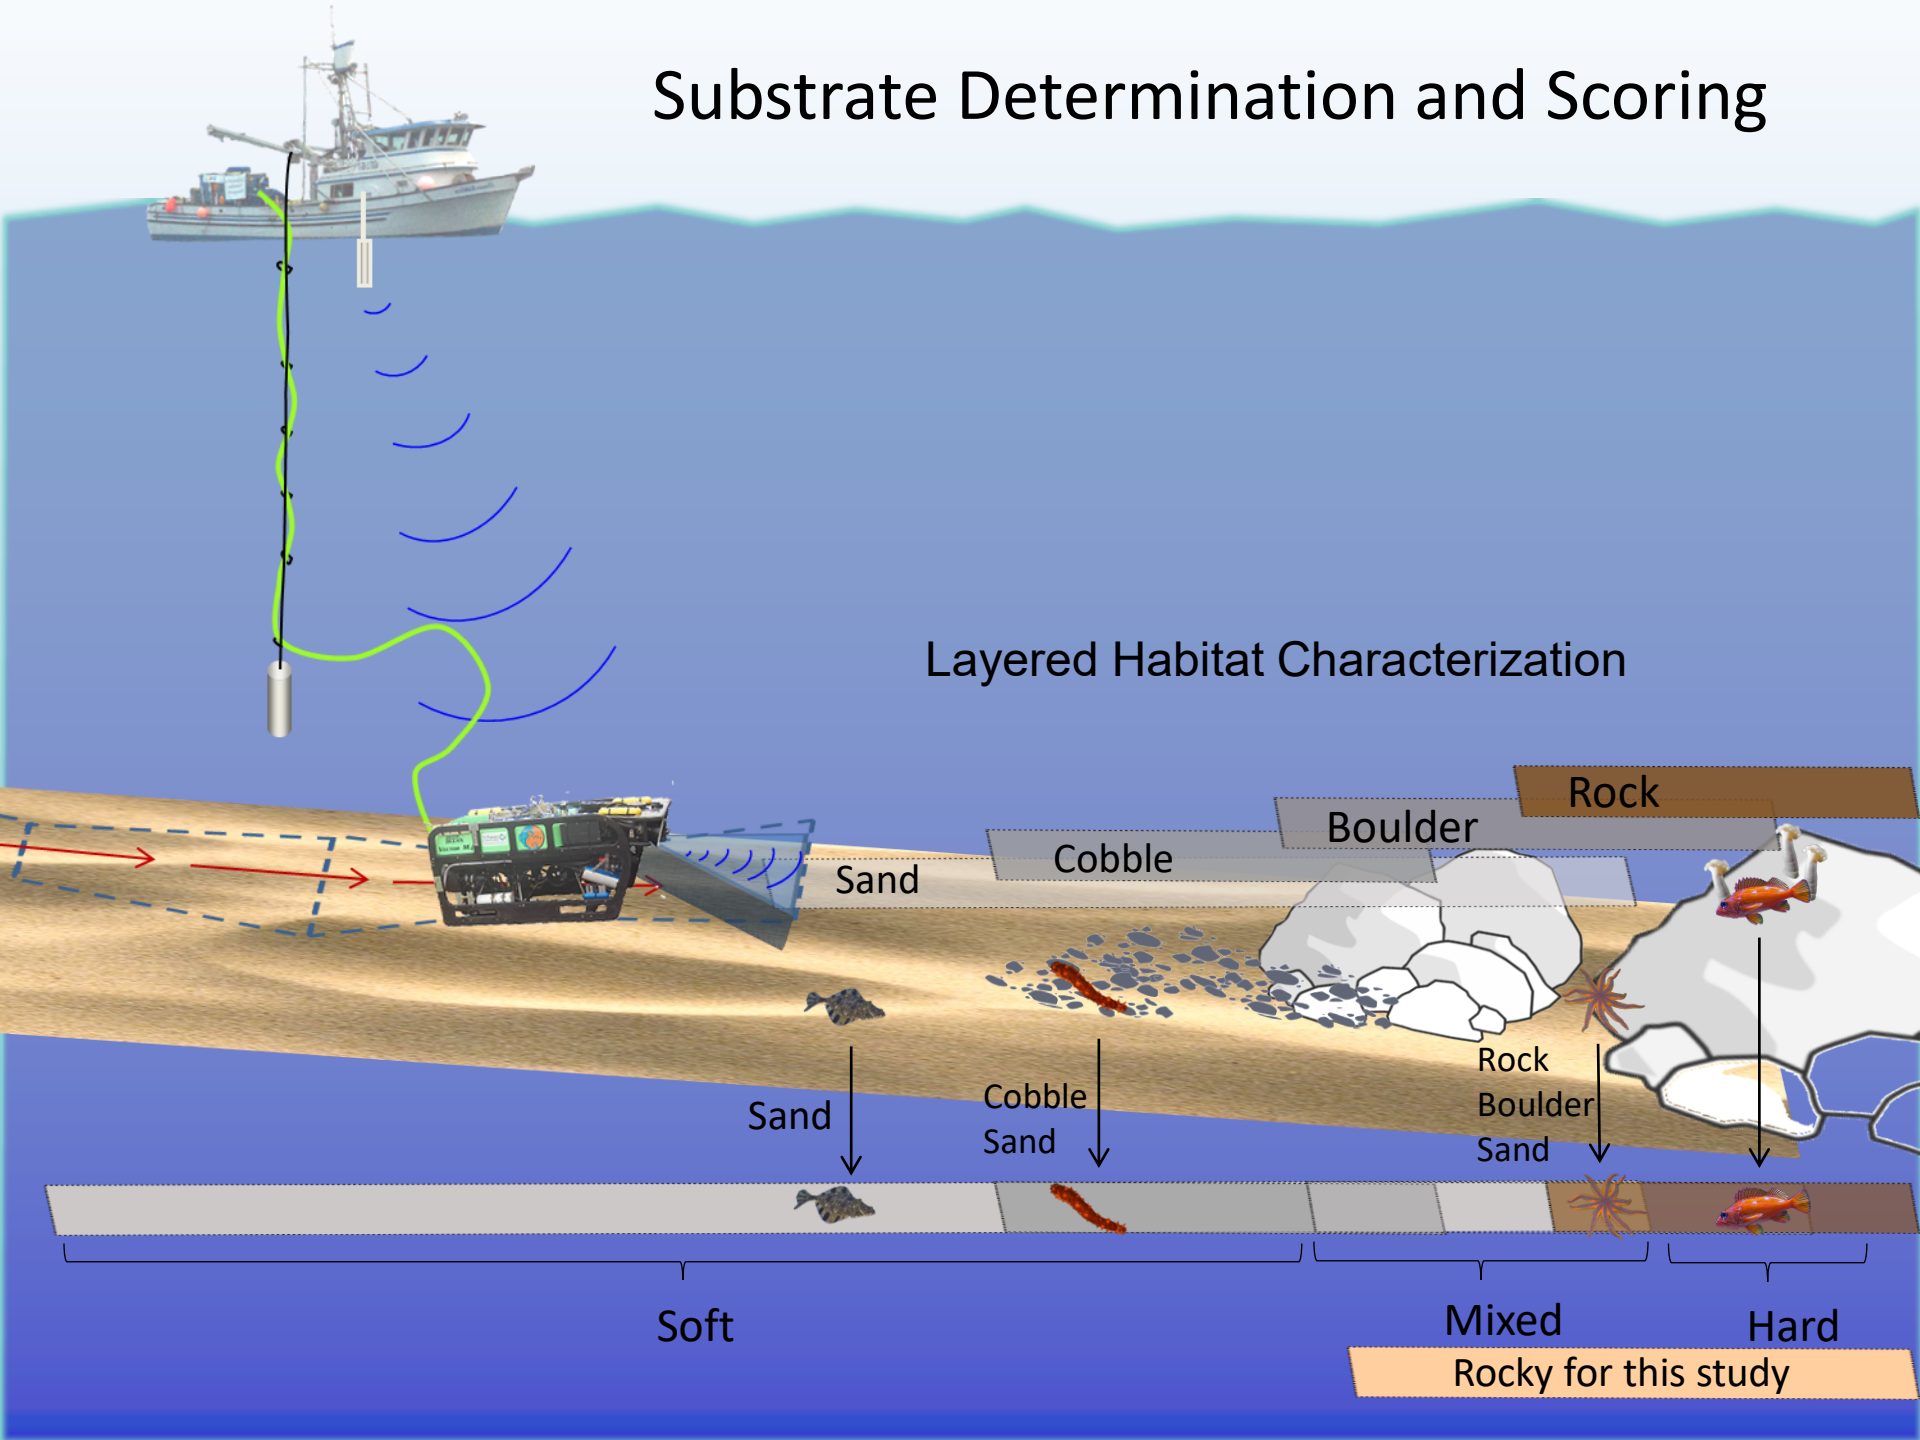 Substrate Determination and Scoring
Layered Habitat Characterization
Rock
Boulder
Cobble
Sand
Rock
Boulder
Sand
Cobble
Sand
Sand
Soft
Mixed
Hard
Rocky for this study